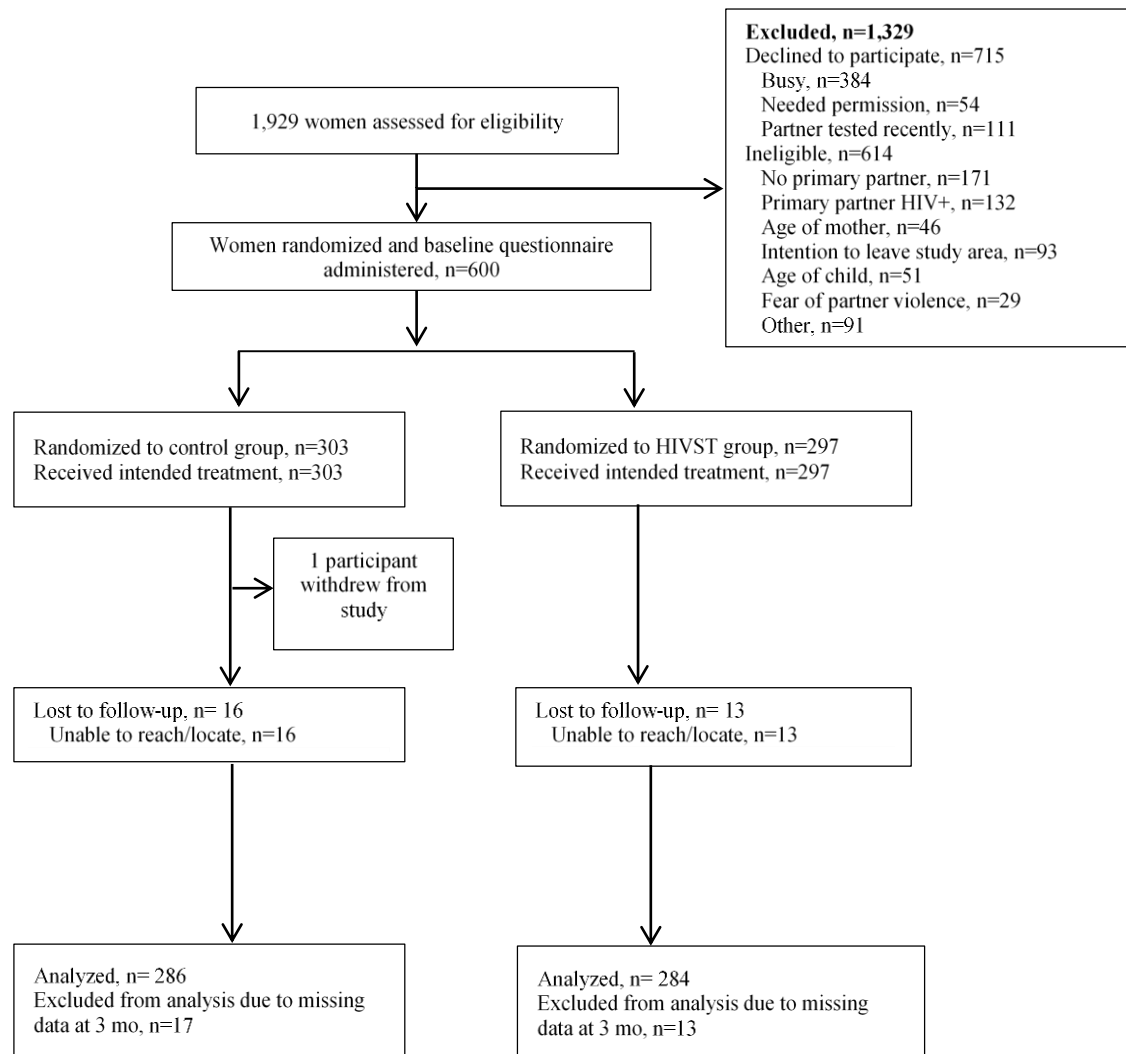 1,929 women assessed for eligibility
Excluded, n=1,329
Declined to participate, n=715
Busy, n=384
Needed permission, n=54
Partner tested recently, n=111
Ineligible, n=614
No primary partner, n=171
Primary partner HIV+, n=132
Age of mother, n=46
Intention to leave study area, n=93
Age of child, n=51
Fear of partner violence, n=29
Other, n=91
Women randomized and baseline questionnaire
administered, n=600
Randomized to control group, n=303
Received intended treatment, n=303
Randomized to HIVST group, n=297
Received intended treatment, n=297
1 participant
withdrew from
study
Lost to follow-up, n= 16
Unable to reach/locate, n=16
Lost to follow-up, n= 13
Unable to reach/locate, n=13
Analyzed, n= 286
Excluded from analysis due to missing
data at 3 mo, n=17
Analyzed, n= 284
Excluded from analysis due to missing
data at 3 mo, n=13